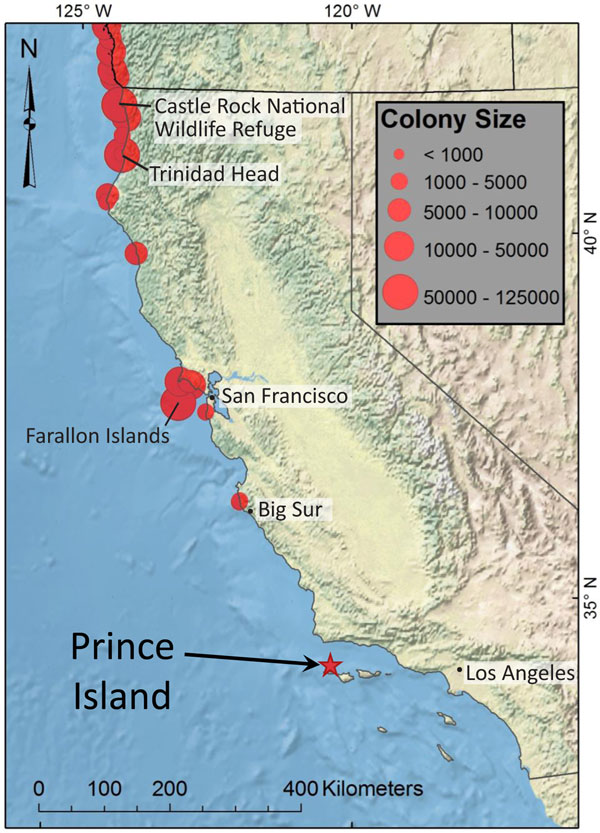 125° W
120° W
N
Castle Rock National
Wildlife Refuge
Trinidad Head
Colony Size
< 1000
1000 - 5000
5000 - 10000
10000 - 50000
50000 - 125000
40° N
San Francisco
Farallon Islands
Big Sur
35° N
Prince
Island
Los Angeles
0 100 200 400 Kilometers